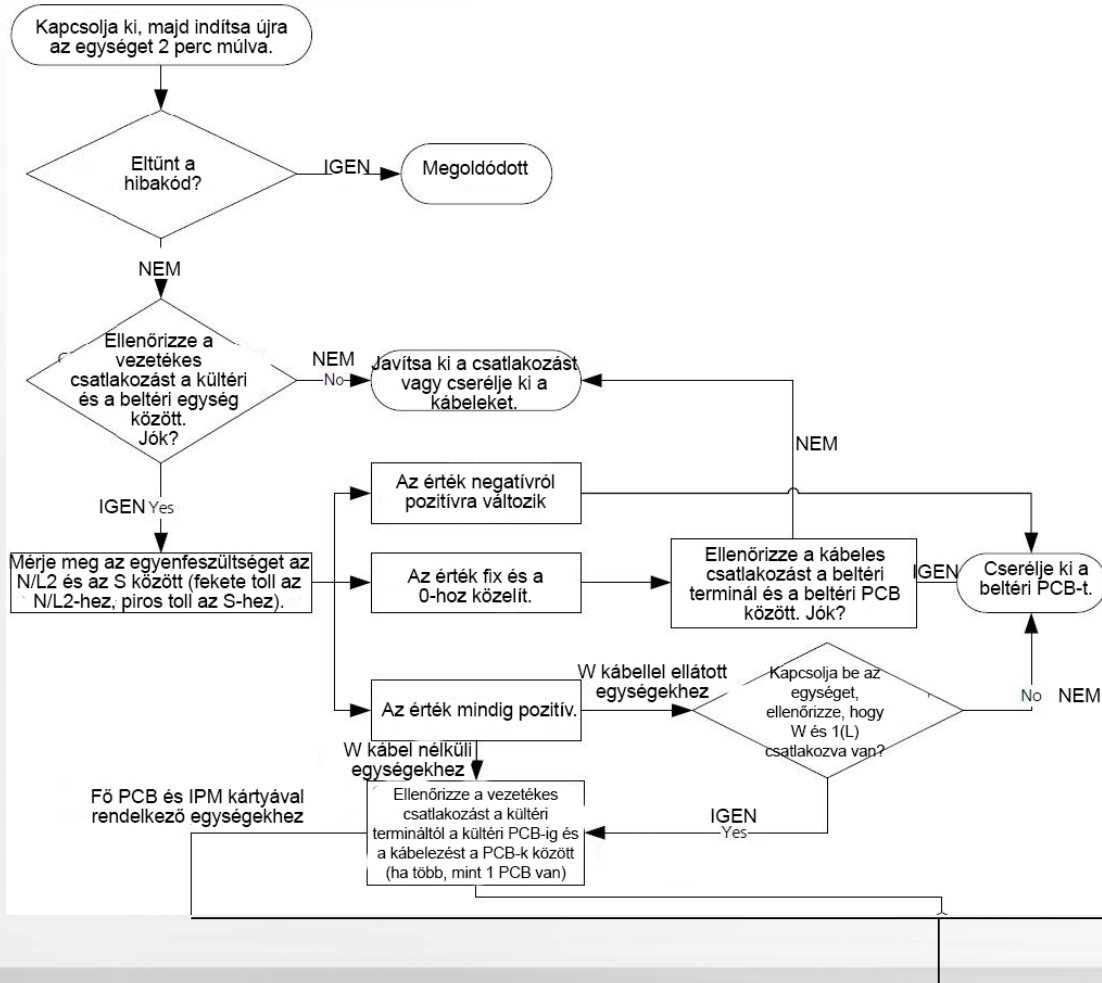 Kapcsolja ki, majd indítsa újra
az egységet 2 perc múlva.
Eltűnt a
hibakód?
IGEN
Megoldódott
NEM
Ellenőrizze a
vezetékes
csatlakozást a kültéri
és a beltéri egység
között.
Jók?
NEM
No
Javítsa ki a csatlakozást
vagy cserélje ki a
kábeleket.
NEM
IGEN Yes
Az érték negatívról
pozitívra változik
Mérje meg az egyenfeszültséget az
N/L2 és az S között (fekete toll az
N/L2-hez, piros toll az S-hez).
Az érték fix és a
0-hoz közelít.
Ellenőrizze a kábeles
csatlakozást a beltéri
terminál és a beltéri PCB
között. Jók?
IGEN
Cserélje ki a
beltéri PCB-t.
Az érték mindig pozitív.
W kábellel ellátott
egységekhez
Kapcsolja be az
egységet,
ellenőrizze, hogy
W és 1(L)
csatlakozva van?
No NEM
W kábel nélküli
egységekhez
Fő PCB és IPM kártyával
rendelkező egységekhez
Ellenőrizze a vezetékes
csatlakozást a kültéri
termináltól a kültéri PCB-ig és
a kábelezést a PCB-k között
(ha több, mint 1 PCB van)
IGEN
Yes